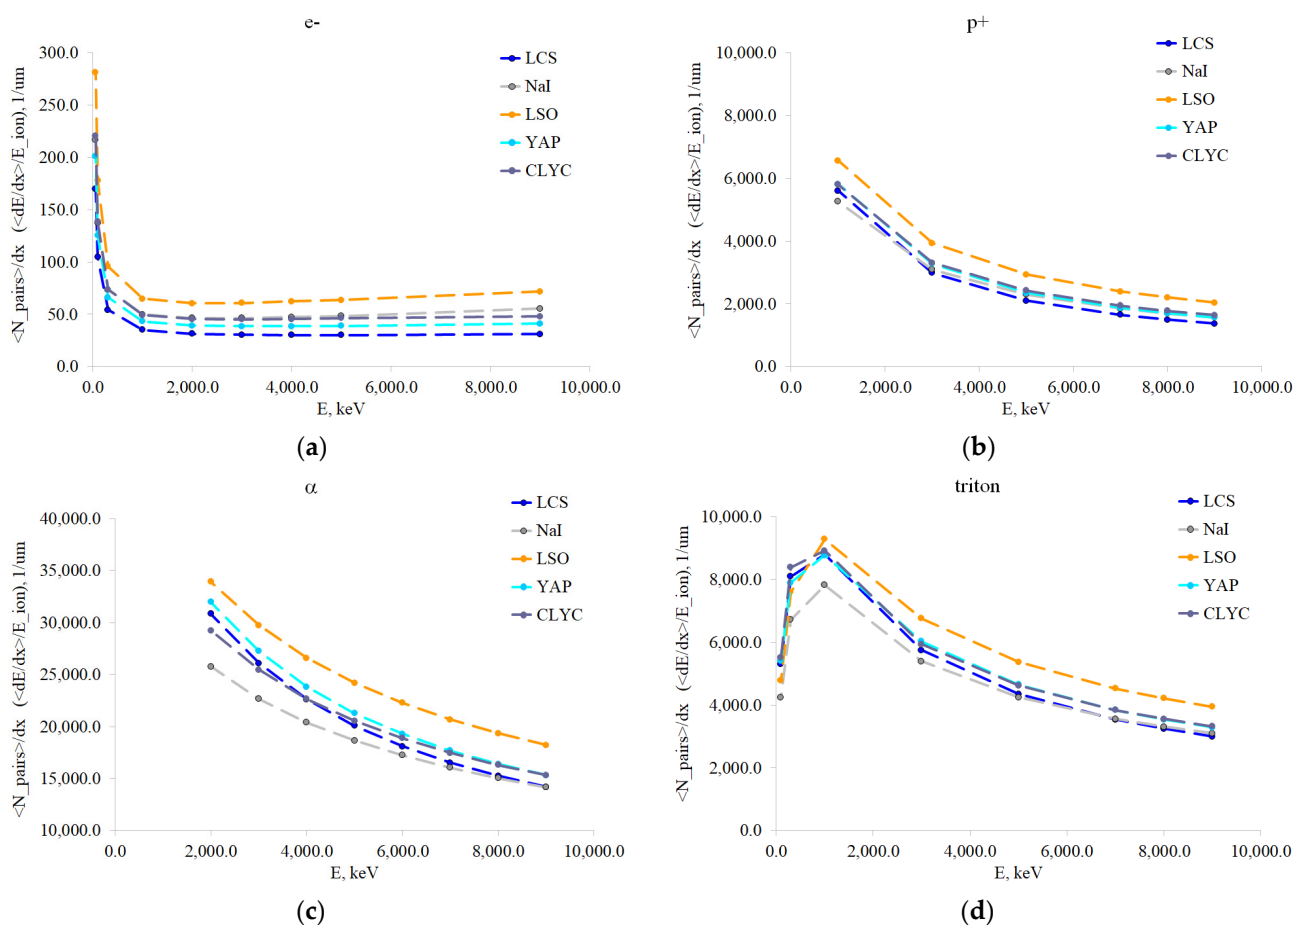 e-
<N_pairs>/dx (<dE/dx>/E_ion), 1/um
300.0
250.0
200.0
150.0
100.0
50.0
0.0
0.0 2,000.0 4,000.0 6,000.0 8,000.0 10,000.0
E, keV
LCS
NaI
LSO
YAP
CLYC
(a)
p+
<N_pairs>/dx (<dE/dx>/E_ion), 1/um
10,000.0
8,000.0
6,000.0
4,000.0
2,000.0
0.0
0.0 2,000.0 4,000.0 6,000.0 8,000.0 10,000.0
E, keV
LCS
NaI
LSO
YAP
CLYC
(b)
α
<N_pairs>/dx (<dE/dx>/E_ion), 1/um
40,000.0
35,000.0
30,000.0
25,000.0
20,000.0
15,000.0
10,000.0
0.0 2,000.0 4,000.0 6,000.0 8,000.0 10,000.0
E, keV
LCS
NaI
LSO
YAP
CLYC
(c)
triton
<N_pairs>/dx (<dE/dx>/E_ion), 1/um
10,000.0
8,000.0
6,000.0
4,000.0
2,000.0
0.0
0.0 2,000.0 4,000.0 6,000.0 8,000.0 10,000.0
E, keV
LCS
NaI
LSO
YAP
CLYC
(d)